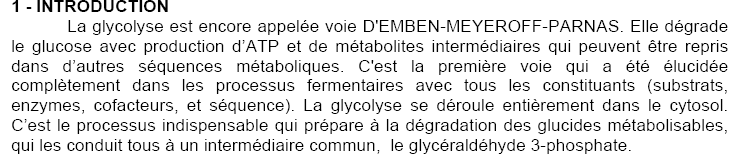 1 - INTRODUCTION
La glycolyse est encore appelée voie D'EMBEN-MEYEROFF-PARNAS. Elle dégrade
le glucose avec production d'ATP et de métabolites intermédiaires qui peuvent être repris
dans d'autres séquences métaboliques. C'est la première voie qui a été élucidée
complètement dans les processus fermentaires avec tous les constituants (substrats,
enzymes, cofacteurs, et séquence). La glycolyse se déroule entièrement dans le cytosol.
C'est le processus indispensable qui prépare à la dégradation des glucides métabolisables,
qui les conduit tous à un intermédiaire commun, le glycéraldéhyde 3-phosphate.